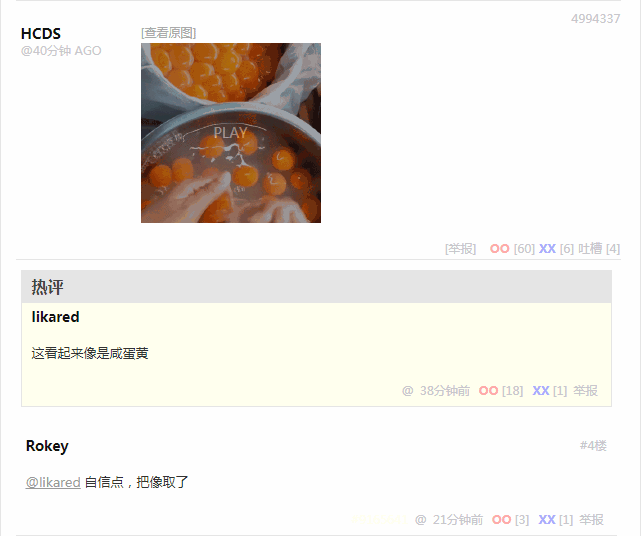 4994337
HCDS
@40分钟 AGO
[查看原图]
PLAY
[举报] OO [60] XX [6] 吐槽 [4]
热评
likared
这看起来像是咸蛋黄
@ 38分钟前 OO [18] XX [1] 举报
Rokey
#4楼
@likared 自信点，把像取了
@ 21分钟前 OO [3] XX [1] 举报